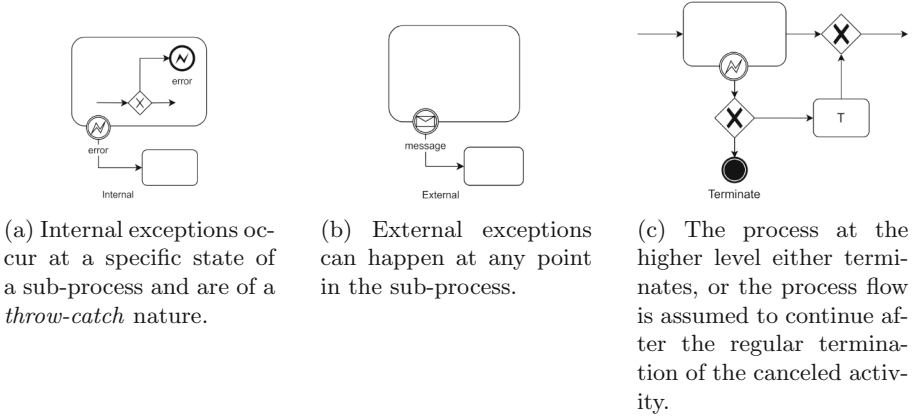 error
error
Internal
message
External
T
Terminate
(a) Internal exceptions oc-
cur at a specific state of
a sub-process and are of a
throw-catch nature.
(b) External exceptions
can happen at any point
in the sub-process.
(c) The process at the
higher level either termi-
nates, or the process flow
is assumed to continue af-
ter the regular termina-
tion of the canceled activ-
ity.